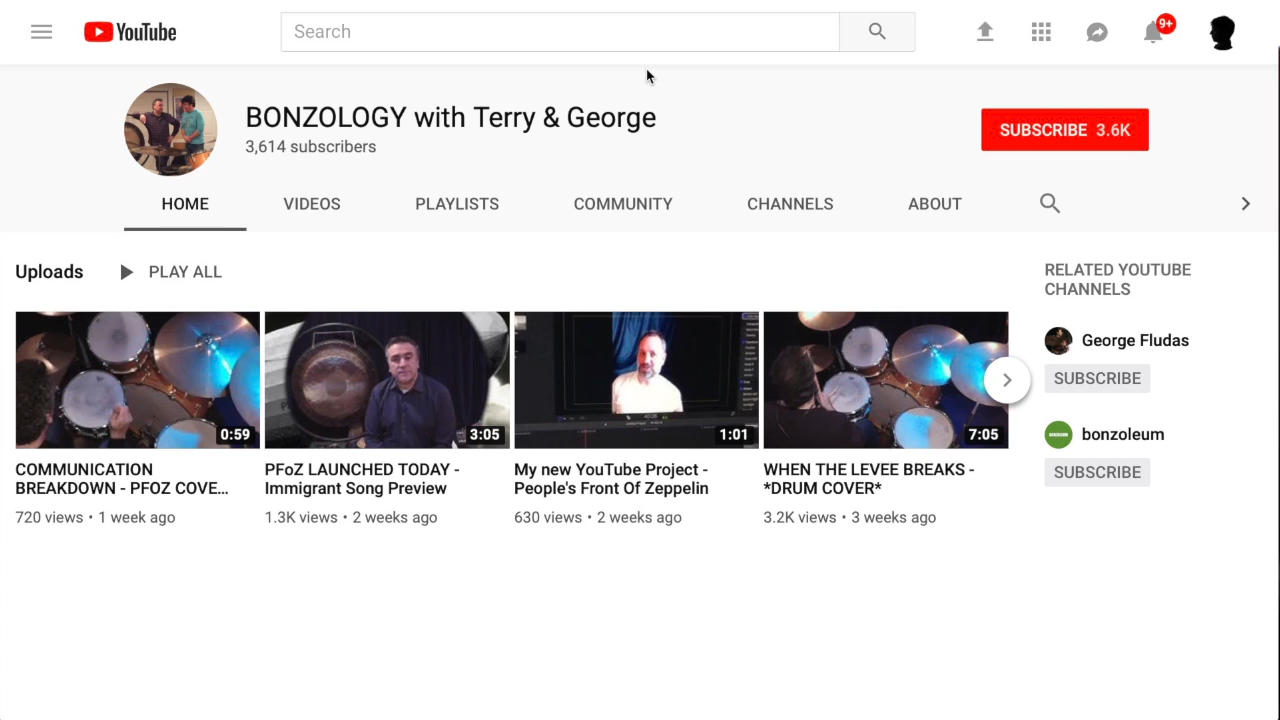 YouTube
Search
9+
BONZOLOGY with Terry & George
3,614 subscribers
SUBSCRIBE 3.6K
HOME VIDEOS PLAYLISTS COMMUNITY CHANNELS ABOUT
Uploads PLAY ALL
RELATED YOUTUBE
CHANNELS
George Fludas
SUBSCRIBE
bonzoleum
SUBSCRIBE
0:59
COMMUNICATION
BREAKDOWN - PFOZ COVE...
720 views • 1 week ago
3:05
PFoZ LAUNCHED TODAY -
Immigrant Song Preview
1.3K views • 2 weeks ago
1:01
My new YouTube Project -
People's Front Of Zeppelin
630 views • 2 weeks ago
7:05
WHEN THE LEVEE BREAKS -
*DRUM COVER*
3.2K views • 3 weeks ago